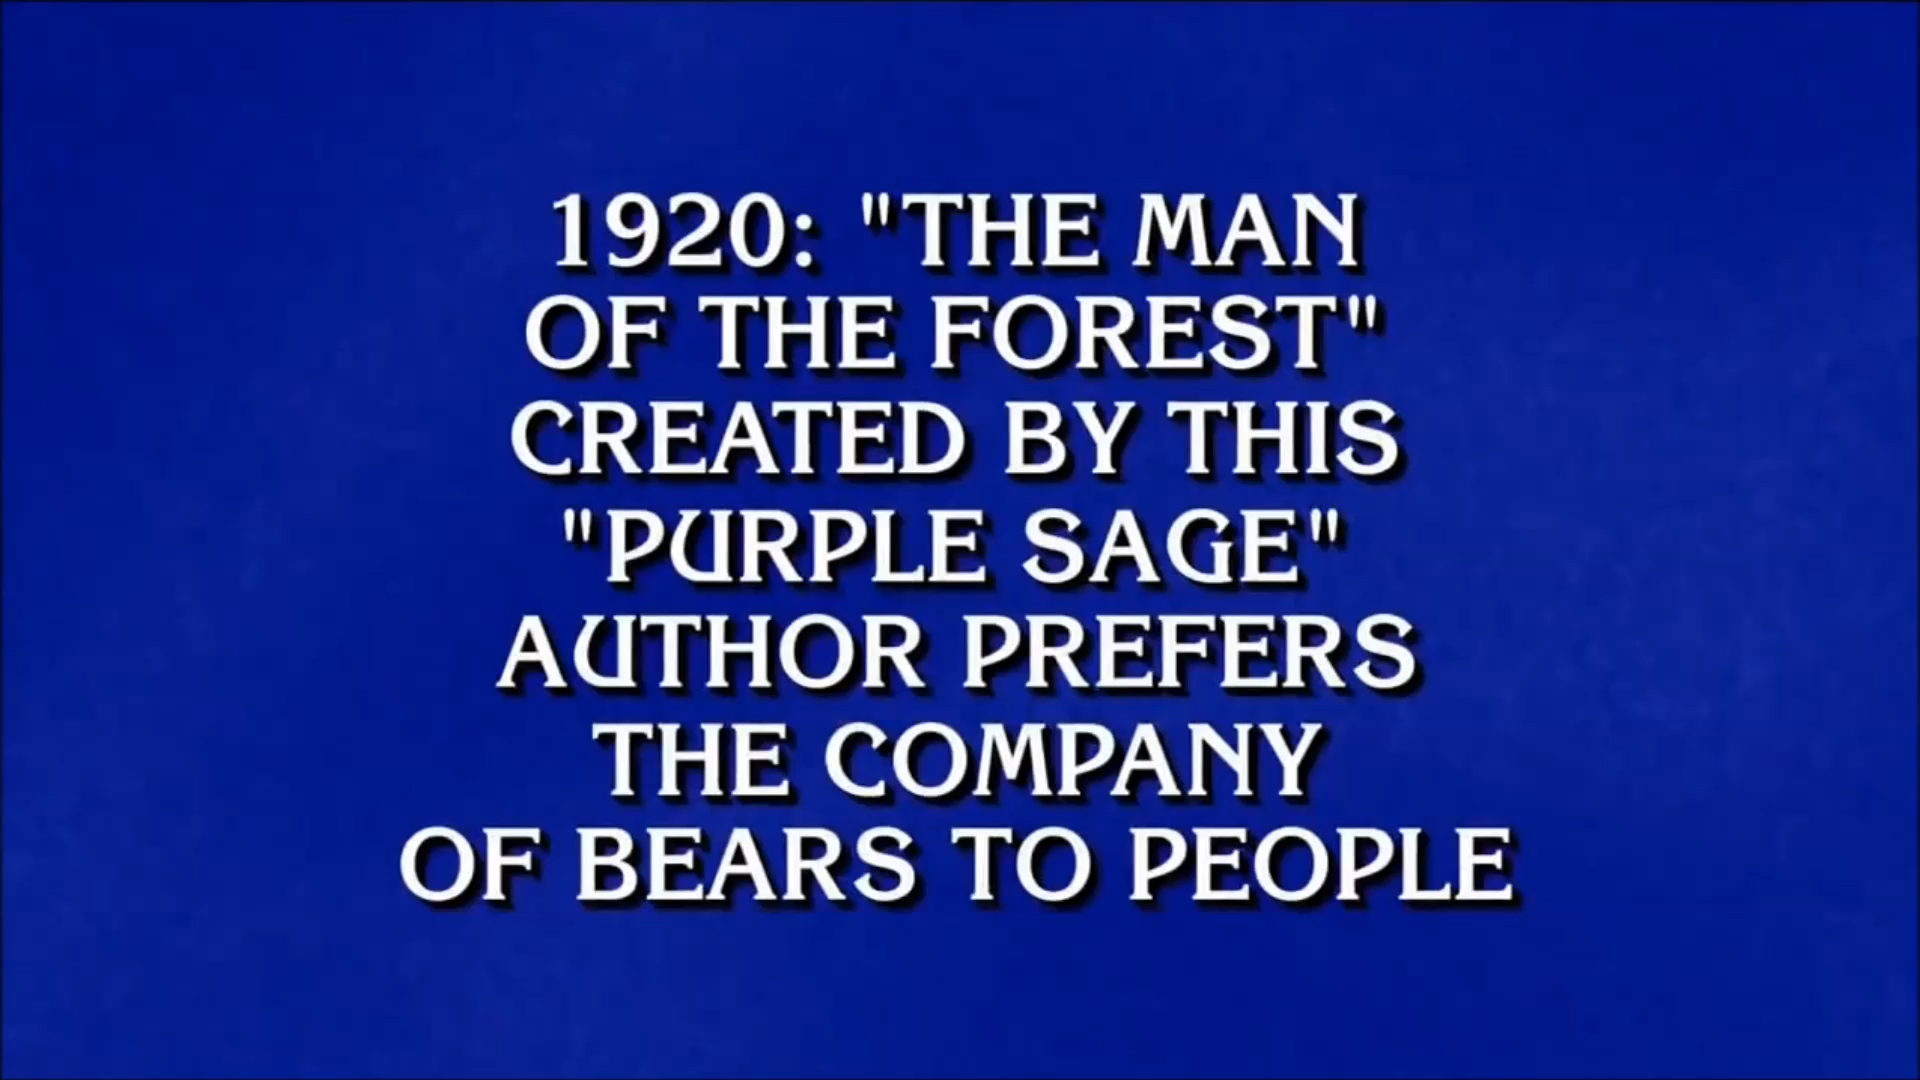 1920: "THE MAN
OF THE FOREST"
CREATED BY THIS
"PURPLE SAGE"
AUTHOR PREFERS
THE COMPANY
OF BEARS TO PEOPLE